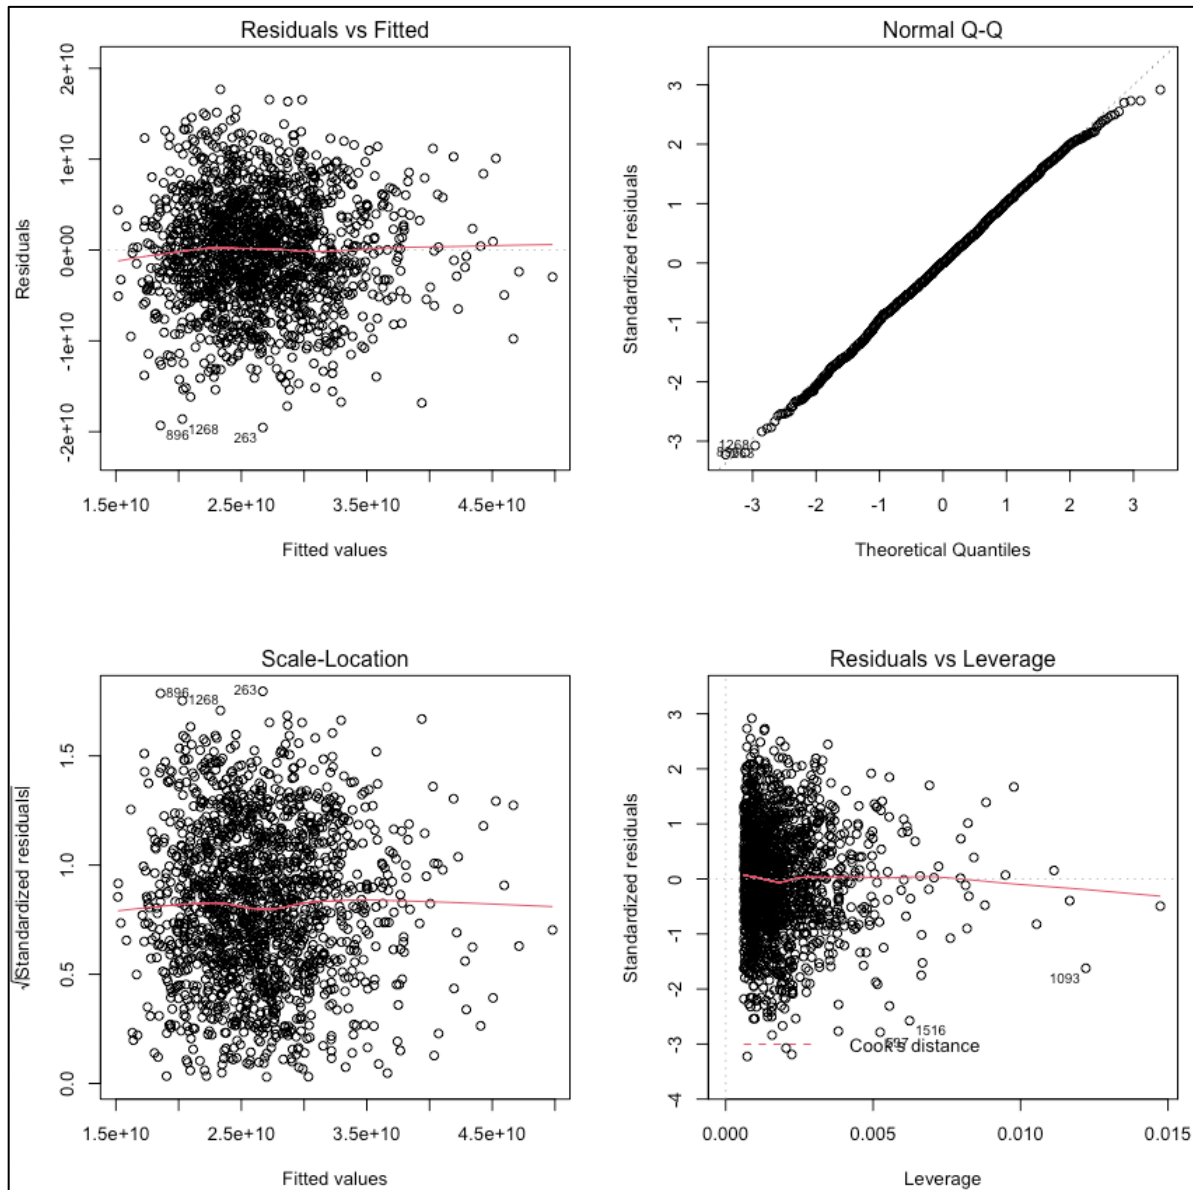 Residuals vs Fitted
Residuals
-2e+10 -1e+10 0e+00 1e+10 2e+10
896 1268 263
1.5e+10 2.5e+10 3.5e+10 4.5e+10
Fitted values
Normal Q-Q
Standardized residuals
-3 -2 -1 0 1 2 3
1268
-3 -2 -1 0 1 2 3
Theoretical Quantiles
Scale-Location
√|Standardized residuals|
0.0 0.5 1.0 1.5
896 1268 263
1.5e+10 2.5e+10 3.5e+10 4.5e+10
Fitted values
Residuals vs Leverage
Standardized residuals
-4 -3 -2 -1 0 1 2 3
1093
1516
Cook's distance
0.000 0.005 0.010 0.015
Leverage